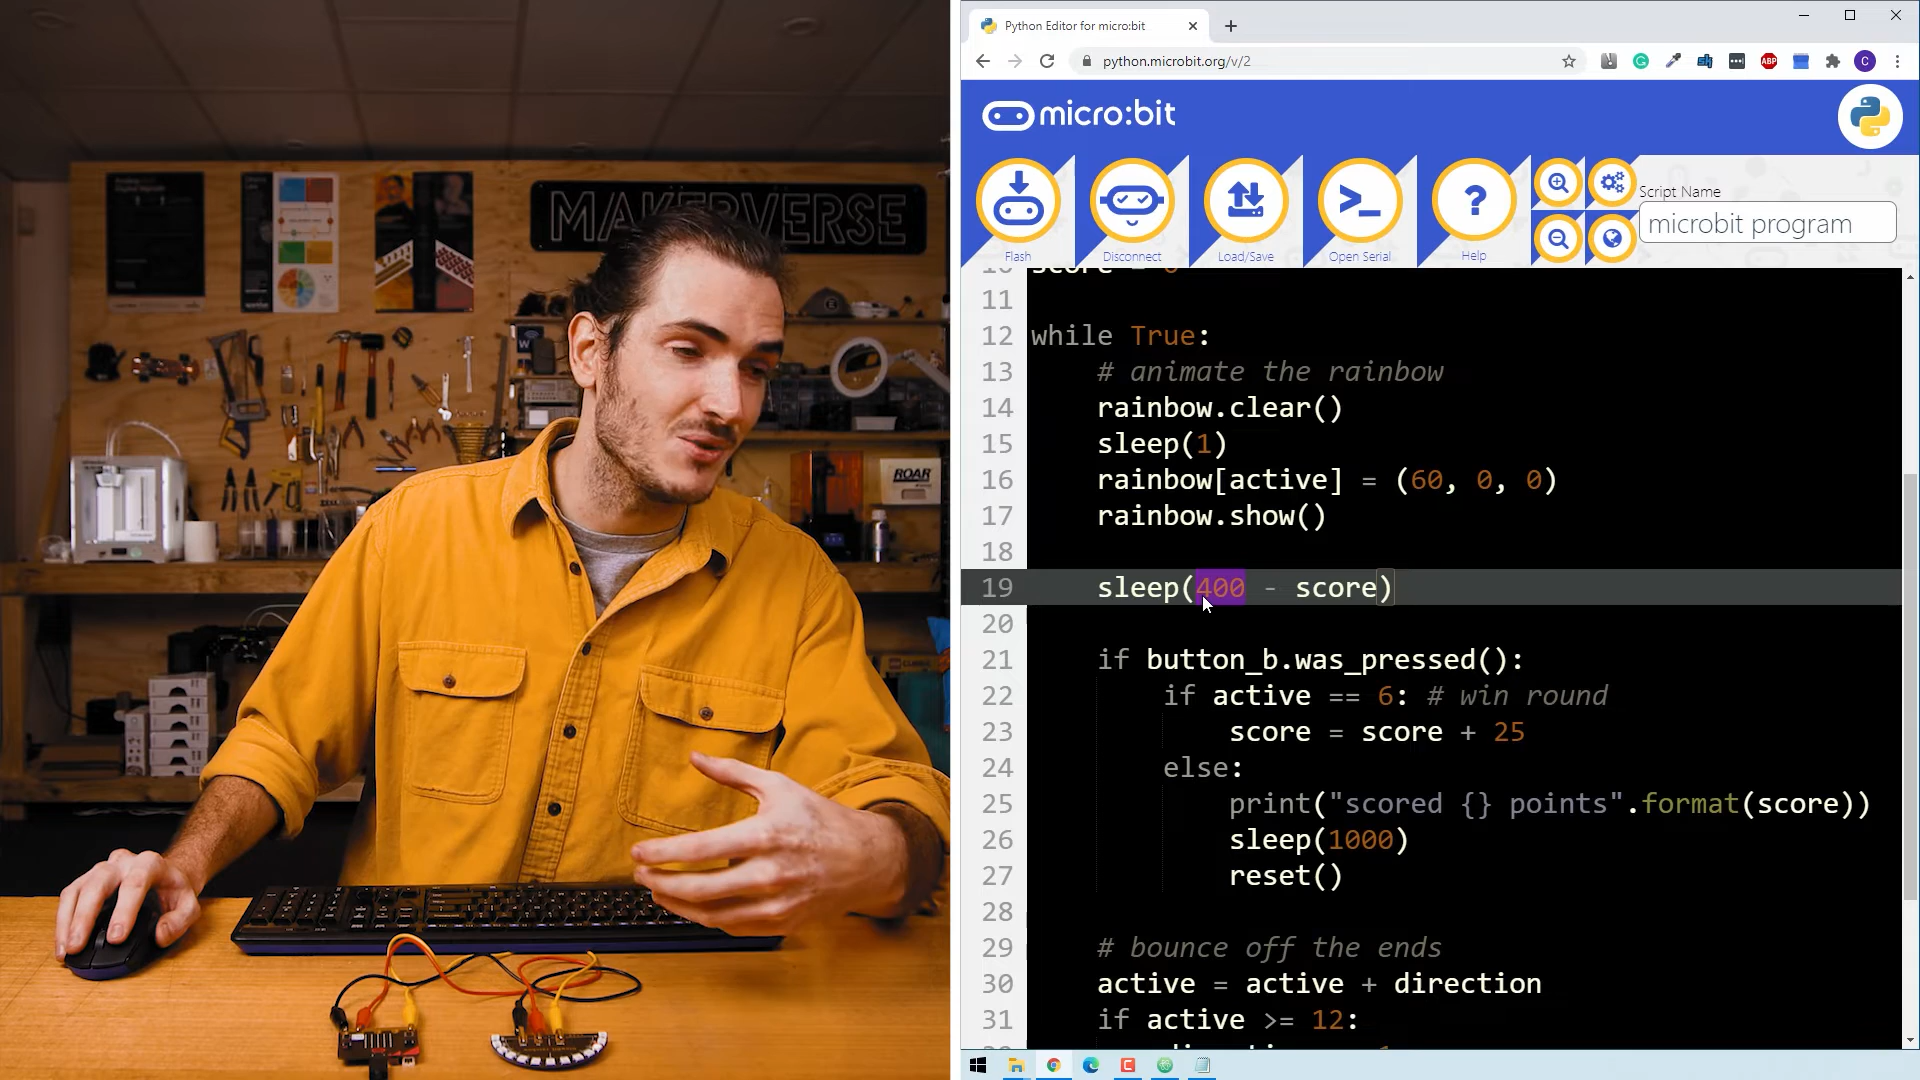 MAKERVERSE
ROAR
Python Editor for micro:bit
python.microbit.org/v/2
ABP
C
micro:bit
Script Name
microbit program
Flash
Disconnect
Load/Save
Open Serial
Help
11
12 while True:
13 # animate the rainbow
14 rainbow.clear()
15 sleep(1)
16 rainbow[active] = (60, 0, 0)
17 rainbow.show()
18
19 sleep(400 - score)
20
21 if button_b.was_pressed():
22 if active == 6: # win round
23 score = score + 25
24 else:
25 print("scored {} points".format(score))
26 sleep(1000)
27 reset()
28
29 # bounce off the ends
30 active = active + direction
31 if active >= 12: